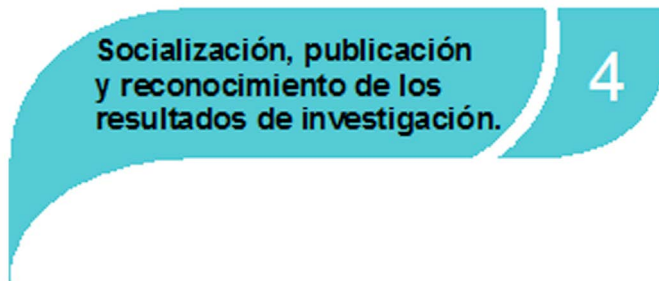 Socialización, publicación
y reconocimiento de los
resultados de investigación.
4